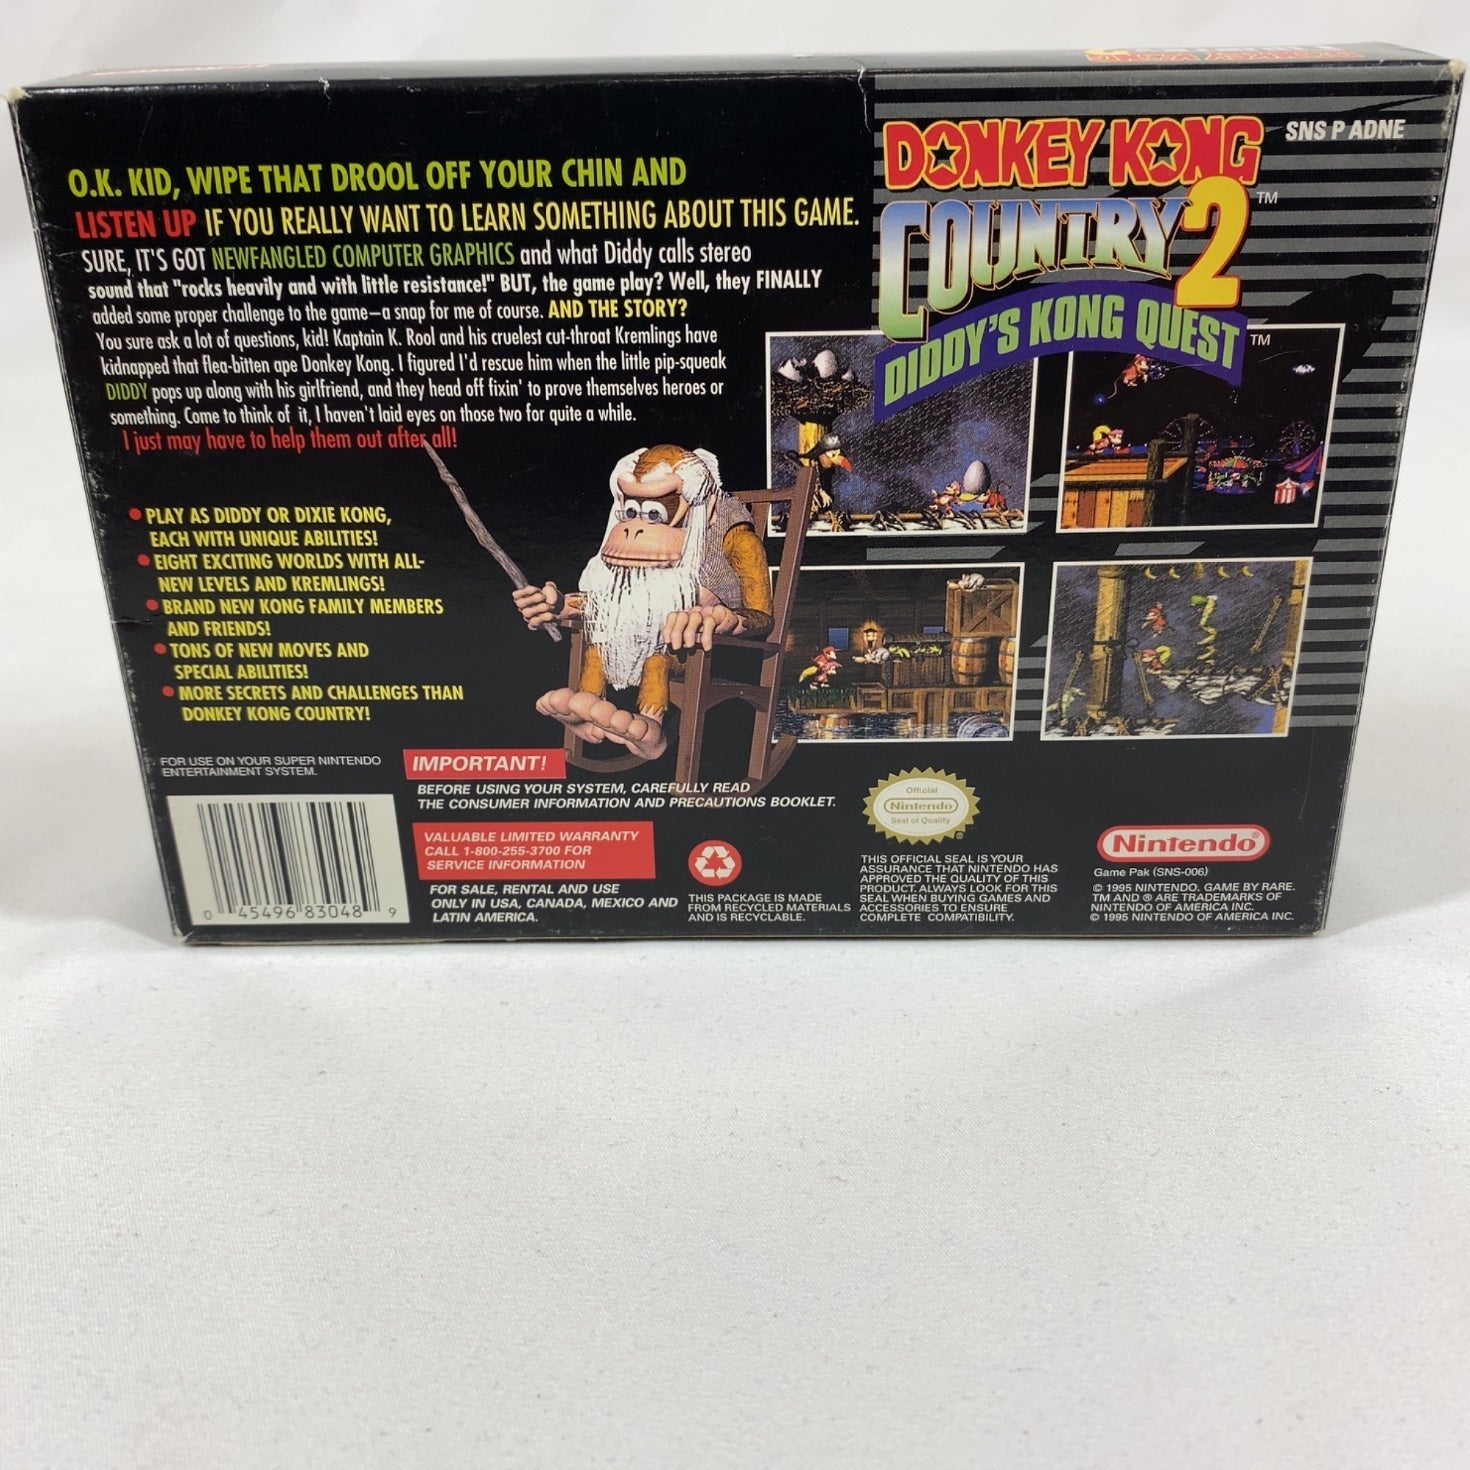 O.K. KID, WIPE THAT DROOL OFF YOUR CHIN AND
LISTEN UP IF YOU REALLY WANT TO LEARN SOMETHING ABOUT THIS GAME.
SURE, IT'S GOT NEWFANGLED COMPUTER GRAPHICS and what Diddy calls stereo
sound that "rocks heavily and with little resistance!" BUT, the game play? Well, they FINALLY
added some proper challenge to the game—a snap for me of course. AND THE STORY?
You sure ask a lot of questions, kid! Kaptain K. Rool and his cruelest cut-throat Kremlings have
kidnapped that flea-bitten ape Donkey Kong. I figured I'd rescue him when the little pip-squeak
DIDDY pops up along with his girlfriend, and they head off fixin' to prove themselves heroes or
something. Come to think of it, I haven't laid eyes on those two for quite a while.
I just may have to help them out after all!
• PLAY AS DIDDY OR DIXIE KONG,
EACH WITH UNIQUE ABILITIES!
• EIGHT EXCITING WORLDS WITH ALL-
NEW LEVELS AND KREMLINGS!
• BRAND NEW KONG FAMILY MEMBERS
AND FRIENDS!
• TONS OF NEW MOVES AND
SPECIAL ABILITIES!
• MORE SECRETS AND CHALLENGES THAN
DONKEY KONG COUNTRY!
DONKEY KONG
COUNTRY 2 ™
DIDDY'S KONG QUEST ™
SNS P ADNE
FOR USE ON YOUR SUPER NINTENDO
ENTERTAINMENT SYSTEM.
0 45496 83048 9
IMPORTANT!
BEFORE USING YOUR SYSTEM, CAREFULLY READ
THE CONSUMER INFORMATION AND PRECAUTIONS BOOKLET.
VALUABLE LIMITED WARRANTY
CALL 1-800-255-3700 FOR
SERVICE INFORMATION
FOR SALE, RENTAL AND USE
ONLY IN USA, CANADA, MEXICO AND
LATIN AMERICA.
THIS PACKAGE IS MADE
FROM RECYCLED MATERIALS
AND IS RECYCLABLE.
Official
Nintendo
Seal of Quality
®
THIS OFFICIAL SEAL IS YOUR
ASSURANCE THAT NINTENDO HAS
APPROVED THE QUALITY OF THIS
PRODUCT. ALWAYS LOOK FOR THIS
SEAL WHEN BUYING GAMES AND
ACCESSORIES TO ENSURE
COMPLETE COMPATIBILITY.
Nintendo®
Game Pak (SNS-006)
© 1995 NINTENDO. GAME BY RARE.
TM AND ® ARE TRADEMARKS OF
NINTENDO OF AMERICA INC.
© 1995 NINTENDO OF AMERICA INC.